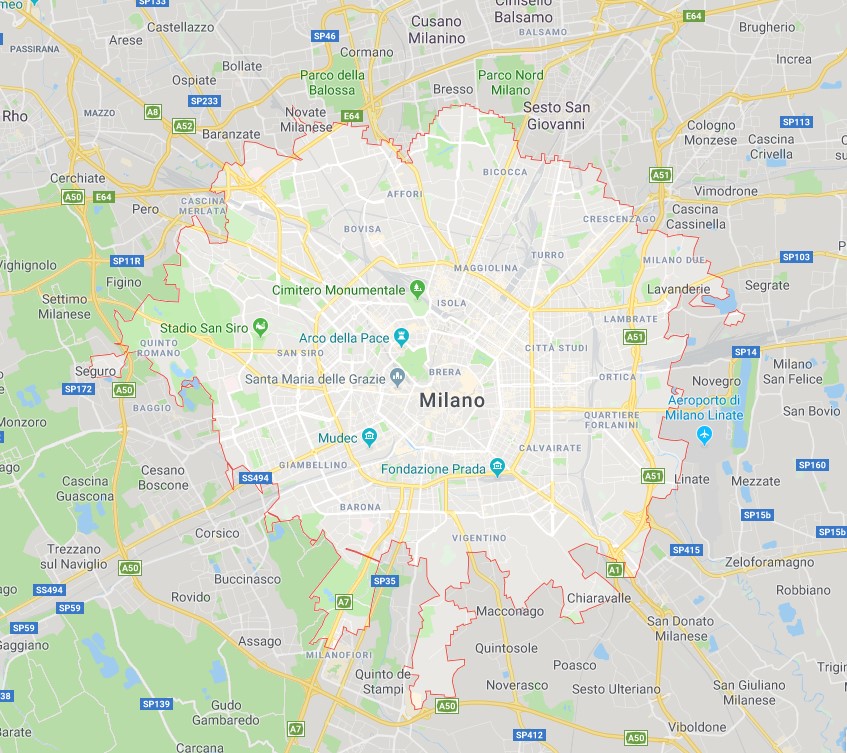 meo
SP133
Castellazzo
Cusano
Milanino
Cinisello
Balsamo
BALSAMO
E64
Brugherio
PASSIRANA
Arese
SP46
Cormano
Bollate
Increa
Ospiate
Parco della
Balossa
Parco Nord
Milano
Bresso
SP233
Rho
MAZZO
A8
A52
Novate
Milanese
E64
Sesto San
Giovanni
SP113
Baranzate
Cologno
Monzese
Cascina
Crivella
Cerchiate
BICOCCA
A51
A50
E64
Pero
CASCINA
MERLATA
AFFORI
Vimodrone
Cascina
Cassinella
CRESCENZAGO
BOVISA
SP11R
TURRO
MILANO DUE
SP103
MAGGIOLINA
Vighignolo
Figino
Cimitero Monumentale
Lavanderie
Segrate
Settimo
Milanese
ISOLA
LAMBRATE
Stadio San Siro
Arco della Pace
A51
QUINTO
ROMANO
SAN SIRO
CITTÀ STUDI
SP14
Seguro
BRERA
Milano
San Felice
SP172
A50
Santa Maria delle Grazie
ORTICA
Novegro
Milano
Aeroporto di
Milano Linate
BAGGIO
San Bovio
Monzoro
QUARTIERE
FORLANINI
Mudec
CALVAIRATE
GIAMBELLINO
Fondazione Prada
SP160
Cesano
Boscone
SS494
A51
Linate
Mezzate
Cascina
Guascona
BARONA
SP15b
Corsico
VIGENTINO
SP15b
Trezzano
sul Naviglio
SP415
A50
A1
Zeloforamagno
Buccinasco
SP35
SS494
Rovido
Chiaravalle
Robbiano
SP59
A7
Macconago
SP59
San Donato
Milanese
Gaggiano
Assago
Quintosole
MILANOFIORI
Poasco
Quinto de'
Stampi
Noverasco
Sesto Ulteriano
San Giuliano
Milanese
38
SP139
Gudo
Gambaredo
A50
A7
SP412
A50
Viboldone
Carcana